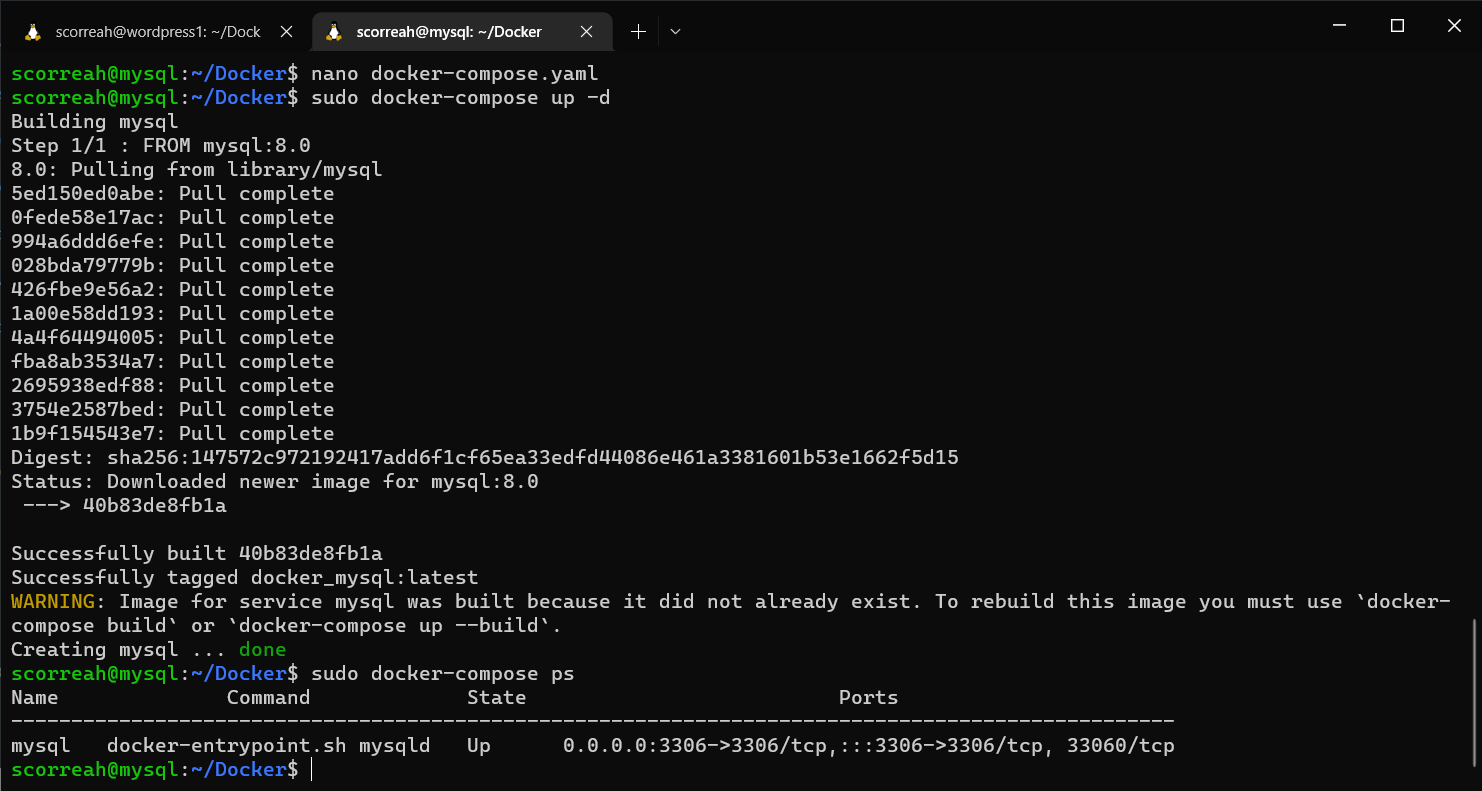 scorreah@wordpress1: ~/Dock
scorreah@mysql: ~/Docker
scorreah@mysql:~/Docker$ nano docker-compose.yaml
scorreah@mysql:~/Docker$ sudo docker-compose up -d
Building mysql
Step 1/1 : FROM mysql:8.0
8.0: Pulling from library/mysql
5ed150ed0abe: Pull complete
0fede58e17ac: Pull complete
994a6ddd6efe: Pull complete
028bda79779b: Pull complete
426fbe9e56a2: Pull complete
1a00e58dd193: Pull complete
4a4f64494005: Pull complete
fba8ab3534a7: Pull complete
2695938edf88: Pull complete
3754e2587bed: Pull complete
1b9f154543e7: Pull complete
Digest: sha256:147572c972192417add6f1cf65ea33edfd44086e461a3381601b53e1662f5d15
Status: Downloaded newer image for mysql:8.0
 ---> 40b83de8fb1a
Successfully built 40b83de8fb1a
Successfully tagged docker_mysql:latest
WARNING: Image for service mysql was built because it did not already exist. To rebuild this image you must use `docker-
compose build` or `docker-compose up --build`.
Creating mysql ... done
scorreah@mysql:~/Docker$ sudo docker-compose ps
Name              Command             State                          Ports
-------------------------------------------------------------------------------------------------
mysql   docker-entrypoint.sh mysqld   Up      0.0.0.0:3306->3306/tcp,:::3306->3306/tcp, 33060/tcp
scorreah@mysql:~/Docker$